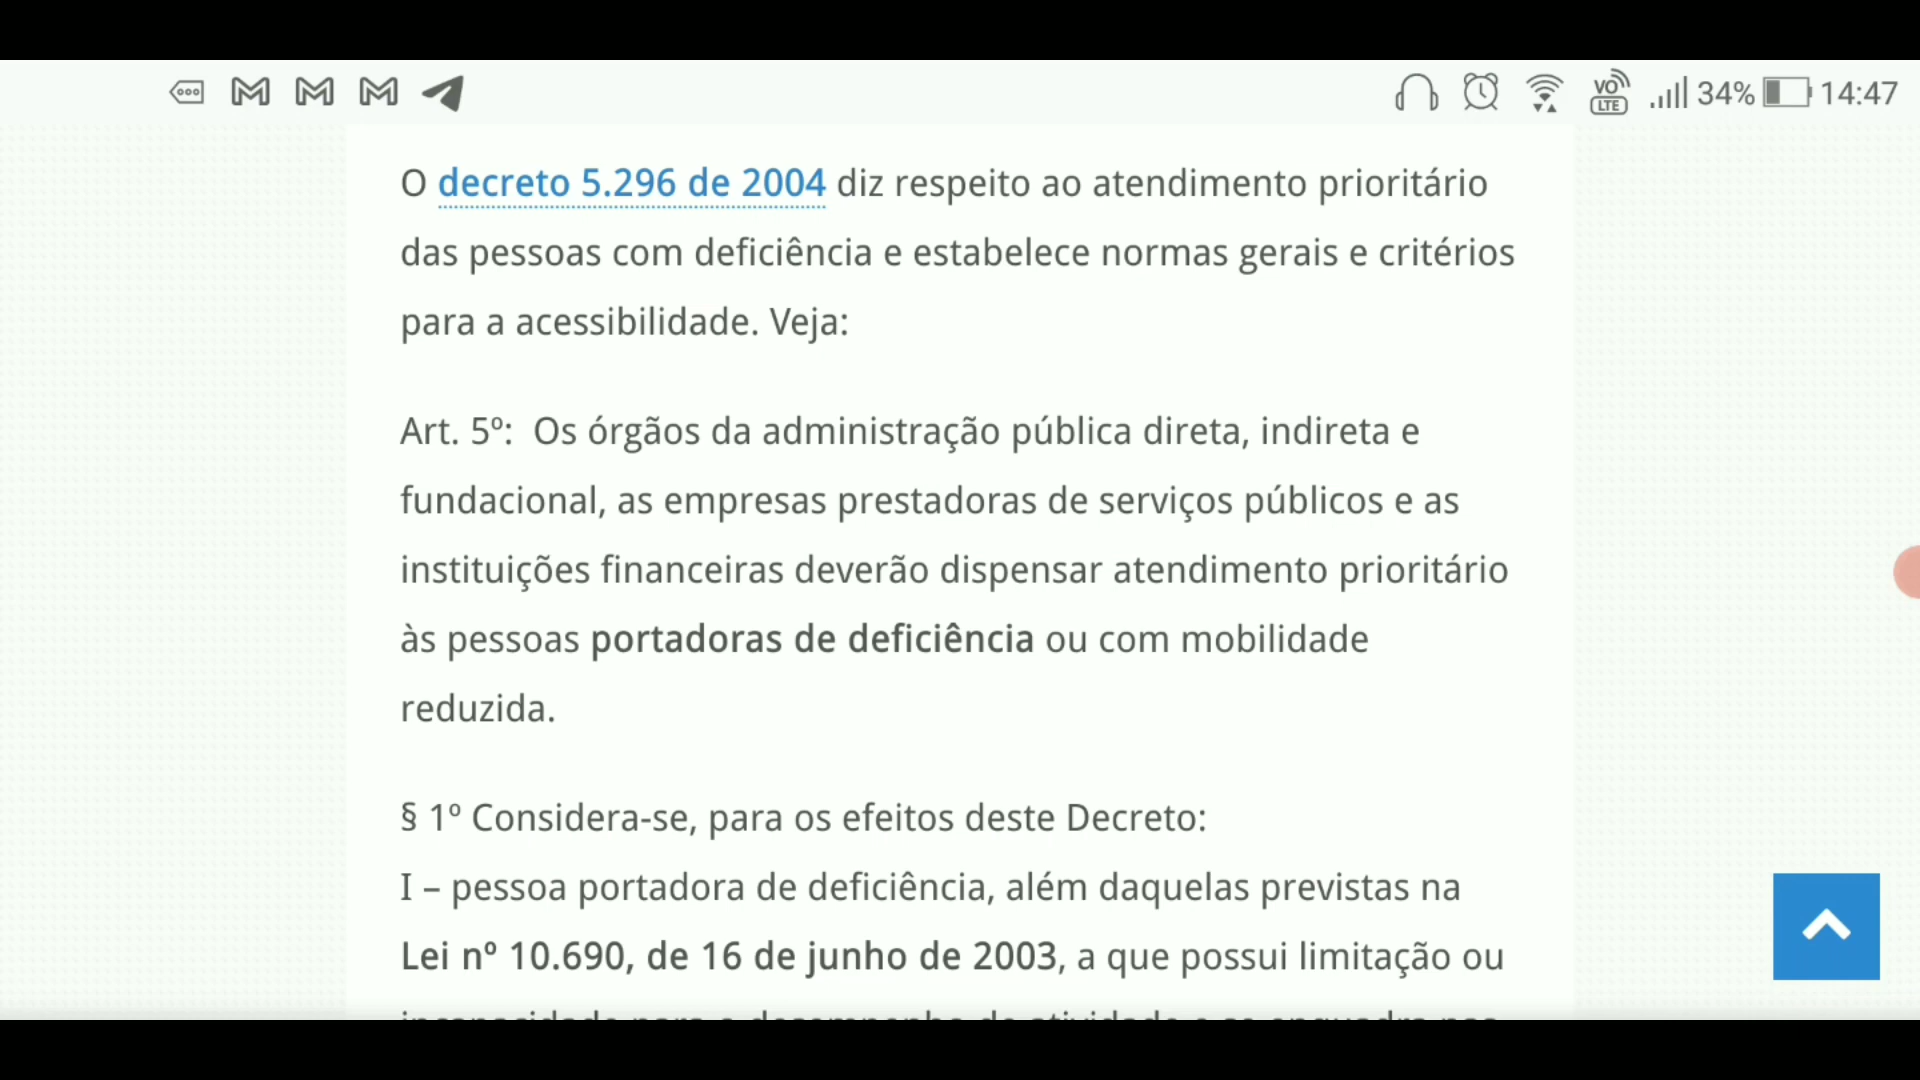 VO LTE 34% 14:47
O decreto 5.296 de 2004 diz respeito ao atendimento prioritário
das pessoas com deficiência e estabelece normas gerais e critérios
para a acessibilidade. Veja:
Art. 5º: Os órgãos da administração pública direta, indireta e
fundacional, as empresas prestadoras de serviços públicos e as
instituições financeiras deverão dispensar atendimento prioritário
às pessoas portadoras de deficiência ou com mobilidade
reduzida.
§ 1º Considera-se, para os efeitos deste Decreto:
I – pessoa portadora de deficiência, além daquelas previstas na
Lei nº 10.690, de 16 de junho de 2003, a que possui limitação ou